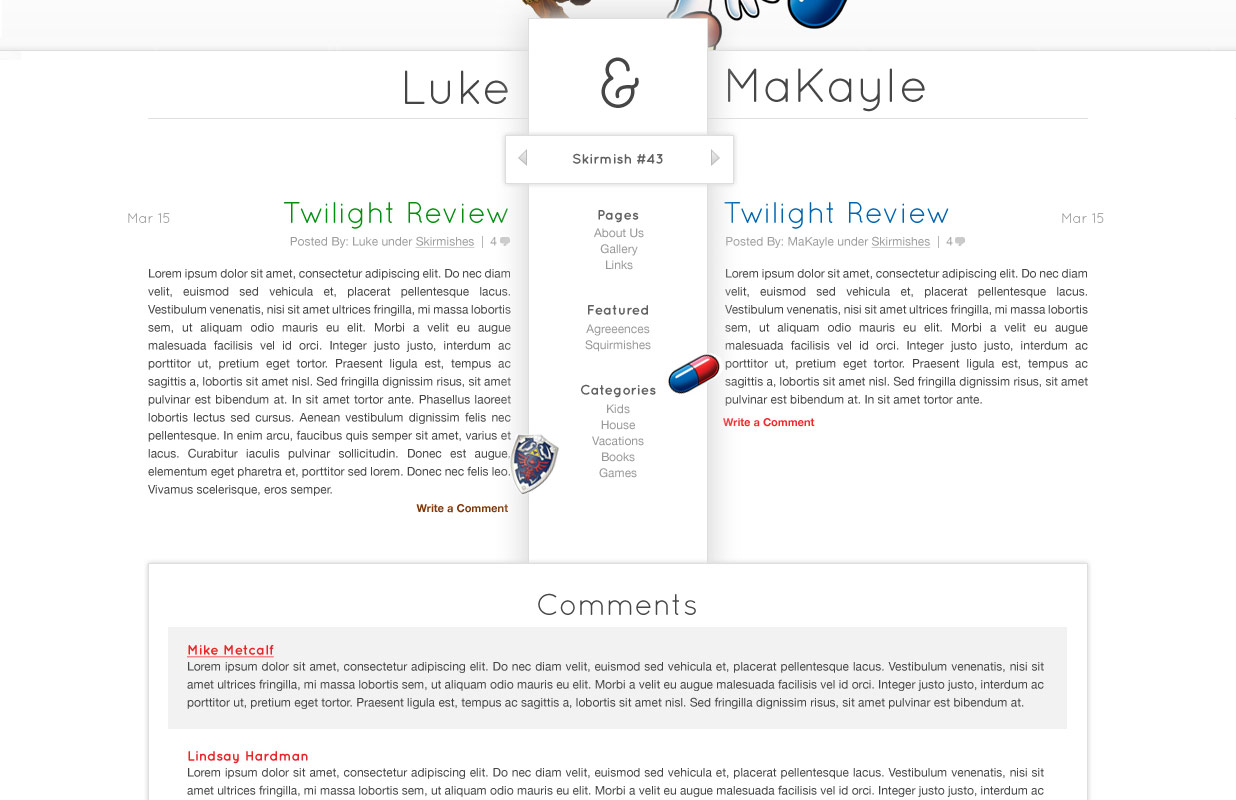 Luke
&
MaKayle
Skirmish #43
Mar 15
Twilight Review
Posted By: Luke under Skirmishes | 4
Lorem ipsum dolor sit amet, consectetur adipiscing elit. Do nec diam
velit, euismod sed vehicula et, placerat pellentesque lacus.
Vestibulum venenatis, nisi sit amet ultrices fringilla, mi massa lobortis
sem, ut aliquam odio mauris eu elit. Morbi a velit eu augue
malesuada facilisis vel id orci. Integer justo justo, interdum ac
porttitor ut, pretium eget tortor. Praesent ligula est, tempus ac
sagittis a, lobortis sit amet nisl. Sed fringilla dignissim risus, sit amet
pulvinar est bibendum at. In sit amet tortor ante. Phasellus laoreet
lobortis lectus sed cursus. Aenean vestibulum dignissim felis nec
pellentesque. In enim arcu, faucibus quis semper sit amet, varius et
lacus. Curabitur iaculis pulvinar sollicitudin. Donec est augue,
elementum eget pharetra et, porttitor sed lorem. Donec nec felis leo.
Vivamus scelerisque, eros semper.
Write a Comment
Pages
About Us
Gallery
Links
Featured
Agreeences
Squirmishes
Categories
Kids
House
Vacations
Books
Games
Twilight Review
Mar 15
Posted By: MaKayle under Skirmishes | 4
Lorem ipsum dolor sit amet, consectetur adipiscing elit. Do nec diam
velit, euismod sed vehicula et, placerat pellentesque lacus.
Vestibulum venenatis, nisi sit amet ultrices fringilla, mi massa lobortis
sem, ut aliquam odio mauris eu elit. Morbi a velit eu augue
malesuada facilisis vel id orci. Integer justo justo, interdum ac
porttitor ut, pretium eget tortor. Praesent ligula est, tempus ac
sagittis a, lobortis sit amet nisl. Sed fringilla dignissim risus, sit amet
pulvinar est bibendum at. In sit amet tortor ante.
Write a Comment
Comments
Mike Metcalf
Lorem ipsum dolor sit amet, consectetur adipiscing elit. Do nec diam velit, euismod sed vehicula et, placerat pellentesque lacus. Vestibulum venenatis, nisi sit
amet ultrices fringilla, mi massa lobortis sem, ut aliquam odio mauris eu elit. Morbi a velit eu augue malesuada facilisis vel id orci. Integer justo justo, interdum ac
porttitor ut, pretium eget tortor. Praesent ligula est, tempus ac sagittis a, lobortis sit amet nisl. Sed fringilla dignissim risus, sit amet pulvinar est bibendum at.
Lindsay Hardman
Lorem ipsum dolor sit amet, consectetur adipiscing elit. Do nec diam velit, euismod sed vehicula et, placerat pellentesque lacus. Vestibulum venenatis, nisi sit
amet ultrices fringilla, mi massa lobortis sem, ut aliquam odio mauris eu elit. Morbi a velit eu augue malesuada facilisis vel id orci. Integer justo justo, interdum ac